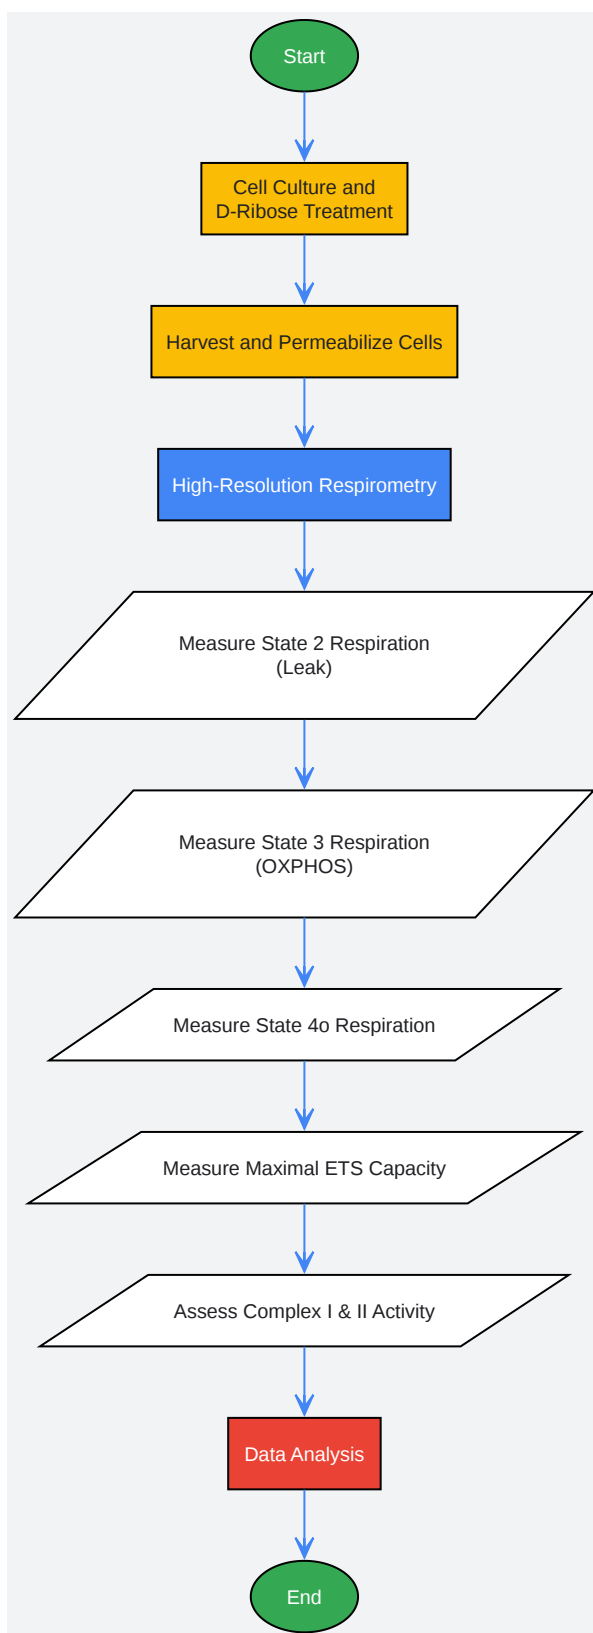 Start
Cell Culture and
D-Ribose Treatment
Harvest and Permeabilize Cells
High-Resolution Respirometry
Measure State 2 Respiration
(Leak)
Measure State 3 Respiration
(OXPHOS)
Measure State 4o Respiration
Measure Maximal ETS Capacity
Assess Complex I & II Activity
Data Analysis
End